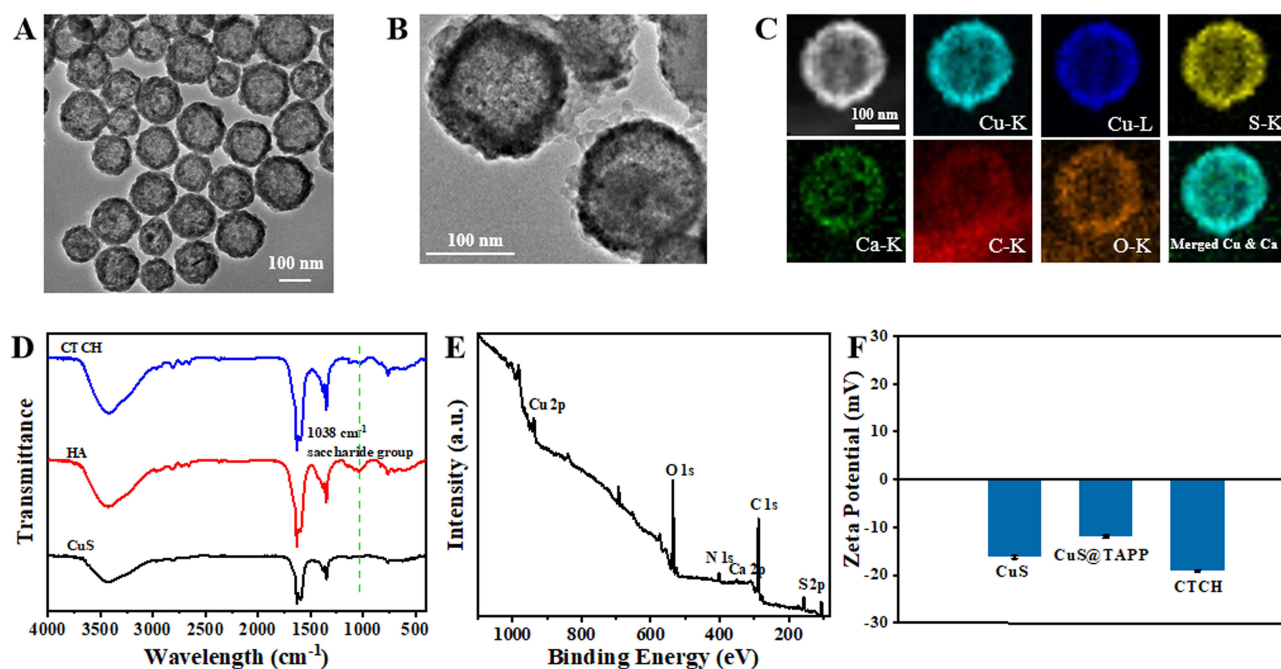 A
100 nm
B
100 nm
C
100 nm
Cu-K
Cu-L
S-K
Ca-K
C-K
O-K
Merged Cu & Ca
D
CTCH
HA
CuS
1038 cm⁻¹
saccharide group
Transmittance
4000 3500 3000 2500 2000 1500 1000 500
Wavelength (cm⁻¹)
E
Cu 2p
O 1s
N 1s
Ca 2p
C 1s
S 2p
Intensity (a.u.)
1000 800 600 400 200
Binding Energy (eV)
F
30
20
10
0
-10
-20
-30
Zeta Potential (mV)
CuS
CuS@TAPP
CTCH